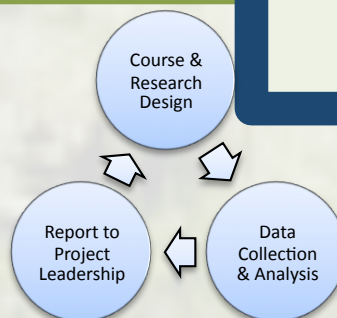 Course &
Research
Design
Report to
Project
Leadership
Data
Collection
& Analysis